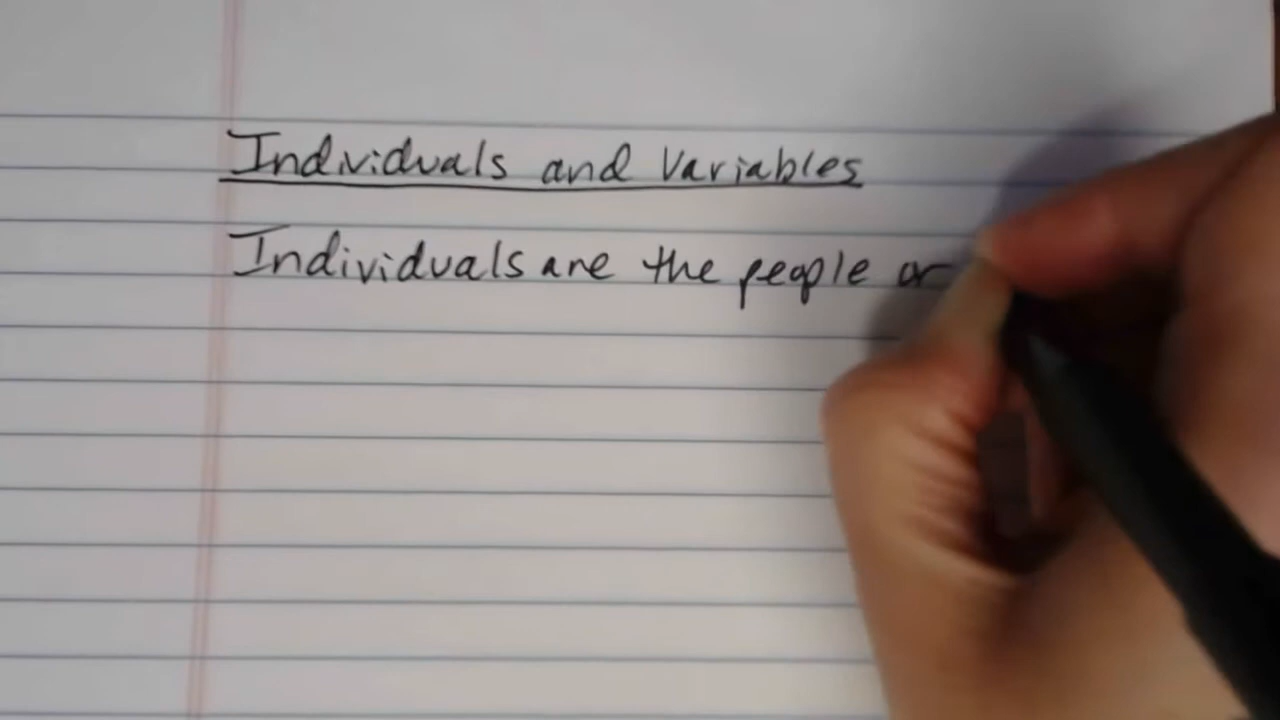 Individuals and Variables
Individuals are the people or